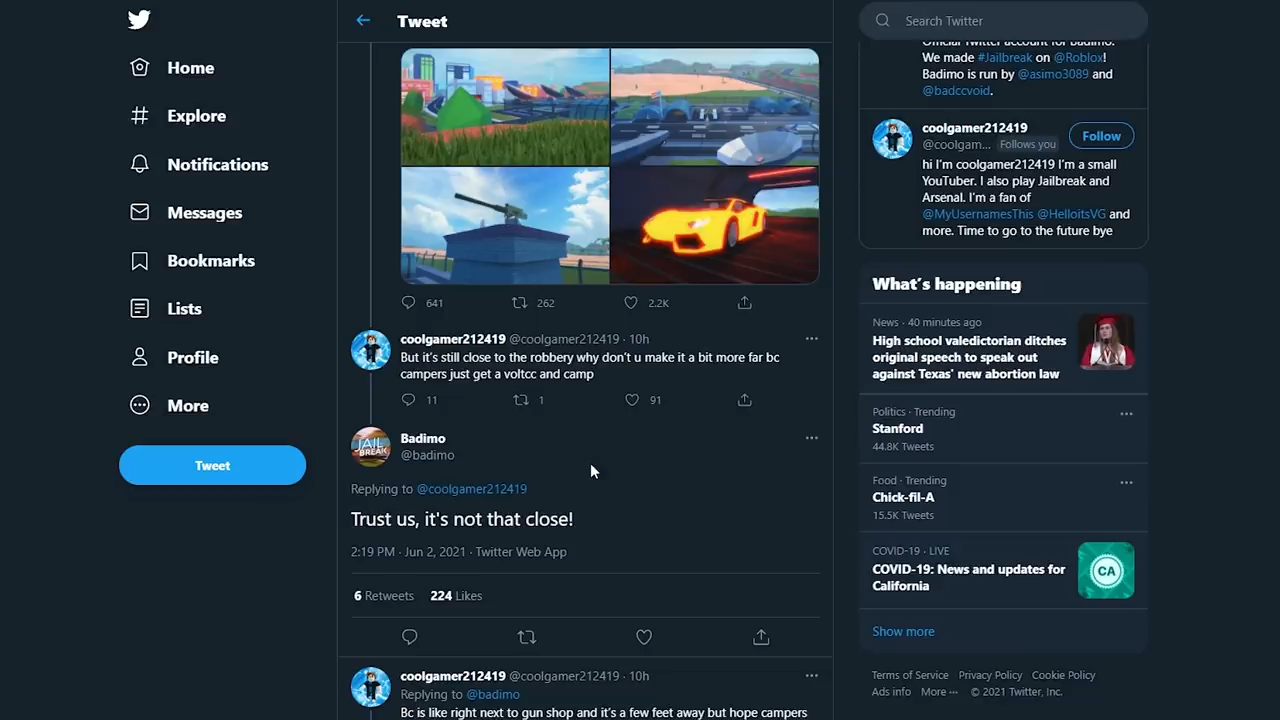 Home
Explore
Notifications
Messages
Bookmarks
Lists
Profile
More
Tweet
Tweet
641
262
2.2K
coolgamer212419 @coolgamer212419 · 10h
But it's still close to the robbery why don't u make it a bit more far bc
campers just get a voltcc and camp
11
1
91
JAIL
BREAK
Badimo
@badimo
Replying to @coolgamer212419
Trust us, it's not that close!
2:19 PM · Jun 2, 2021 · Twitter Web App
6 Retweets 224 Likes
coolgamer212419 @coolgamer212419 · 10h
Replying to @badimo
Bc is like right next to gun shop and it's a few feet away but hope campers
Search Twitter
Official Twitter account for Badimo.
We made #Jailbreak on @Roblox!
Badimo is run by @asimo3089 and
@badccvoid.
coolgamer212419
@coolgam... Follows you
Follow
hi I'm coolgamer212419 I'm a small
YouTuber. I also play Jailbreak and
Arsenal. I'm a fan of
@MyUsernamesThis @HelloitsVG and
more. Time to go to the future bye
What's happening
News · 40 minutes ago
High school valedictorian ditches
original speech to speak out
against Texas' new abortion law
Politics · Trending
Stanford
44.8K Tweets
Food · Trending
Chick-fil-A
15.5K Tweets
COVID-19 · LIVE
COVID-19: News and updates for
California
CA
Show more
Terms of Service Privacy Policy Cookie Policy
Ads info More ··· © 2021 Twitter, Inc.